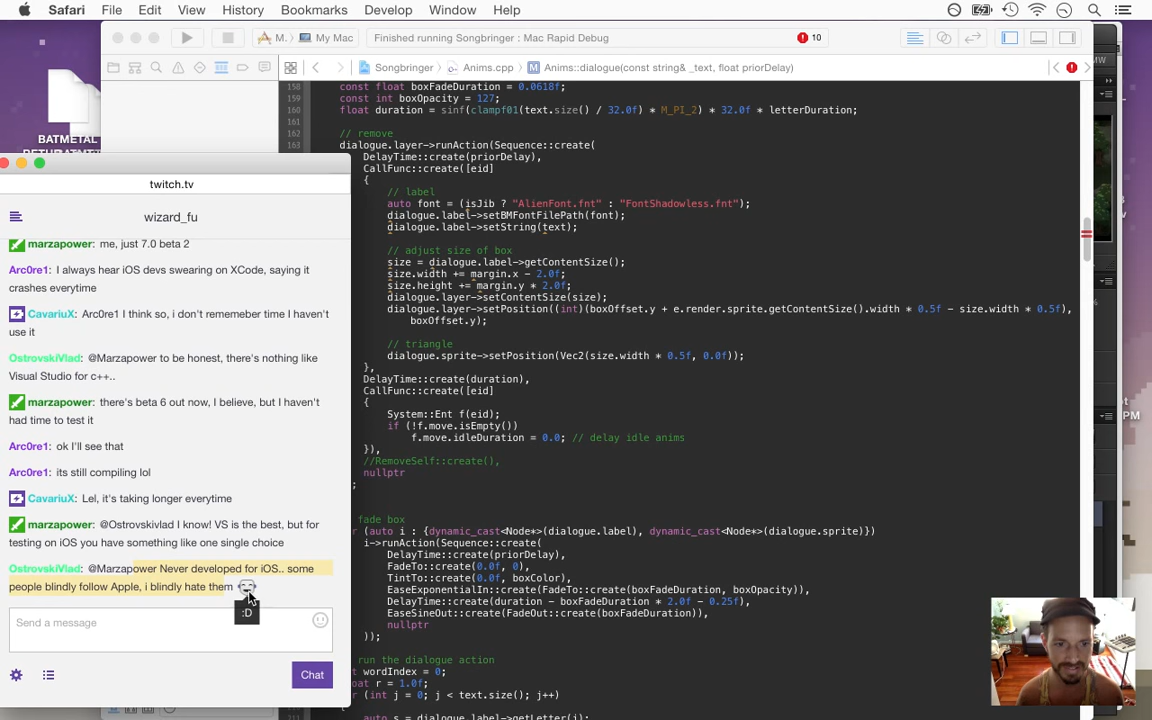 Safari File Edit View History Bookmarks Develop Window Help
M. My Mac Finished running Songbringer : Mac Rapid Debug 10
Songbringer Anims.cpp M Anims::dialogue(const string& _text, float priorDelay)
BATMETAL
twitch.tv
wizard_fu
marzapower: me, just 7.0 beta 2
Arc0re1: I always hear iOS devs swearing on XCode, saying it
crashes everytime
CavariuX: Arc0re1 I think so, i don't rememeber time I haven't
use it
OstrovskiVlad: @Marzapower to be honest, there's nothing like
Visual Studio for c++..
marzapower: there's beta 6 out now, I believe, but I haven't
had time to test it
Arc0re1: ok I'll see that
Arc0re1: its still compiling lol
CavariuX: Lel, it's taking longer everytime
marzapower: @Ostrovskivlad I know! VS is the best, but for
testing on iOS you have something like one single choice
OstrovskiVlad: @Marzapower Never developed for iOS.. some
people blindly follow Apple, i blindly hate them
:D
Send a message
Chat
158 const float boxFadeDuration = 0.0618f;
159 const int boxOpacity = 127;
160 float duration = sinf(clampf01(text.size() / 32.0f) * M_PI_2) * 32.0f * letterDuration;
161
162 // remove
163 dialogue.layer->runAction(Sequence::create(
DelayTime::create(priorDelay),
CallFunc::create([eid]
{
// label
auto font = (isJib ? "AlienFont.fnt" : "FontShadowless.fnt");
dialogue.label->setBMFontFilePath(font);
dialogue.label->setString(text);
// adjust size of box
size = dialogue.label->getContentSize();
size.width += margin.x - 2.0f;
size.height += margin.y * 2.0f;
dialogue.layer->setContentSize(size);
dialogue.layer->setPosition((int)(boxOffset.y + e.render.sprite.getContentSize().width * 0.5f - size.width * 0.5f),
boxOffset.y);
// triangle
dialogue.sprite->setPosition(Vec2(size.width * 0.5f, 0.0f));
},
DelayTime::create(duration),
CallFunc::create([eid]
{
System::Ent f(eid);
if (!f.move.isEmpty())
f.move.idleDuration = 0.0; // delay idle anims
}),
//RemoveSelf::create(),
nullptr
;
fade box
r (auto i : {dynamic_cast<Node*>(dialogue.label), dynamic_cast<Node*>(dialogue.sprite)})
i->runAction(Sequence::create(
DelayTime::create(priorDelay),
FadeTo::create(0.0f, 0),
TintTo::create(0.0f, boxColor),
EaseExponentialIn::create(FadeTo::create(boxFadeDuration, boxOpacity)),
DelayTime::create(duration - boxFadeDuration * 2.0f - 0.25f),
EaseSineOut::create(FadeOut::create(boxFadeDuration)),
nullptr
));
run the dialogue action
t wordIndex = 0;
oat r = 1.0f;
r (int j = 0; j < text.size(); j++)
auto s = dialogue.label->getLetter(j);
MW
PM